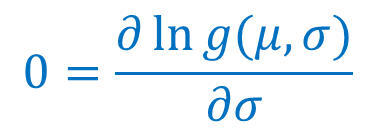 0 = ∂ ln g(μ, σ) / ∂σ